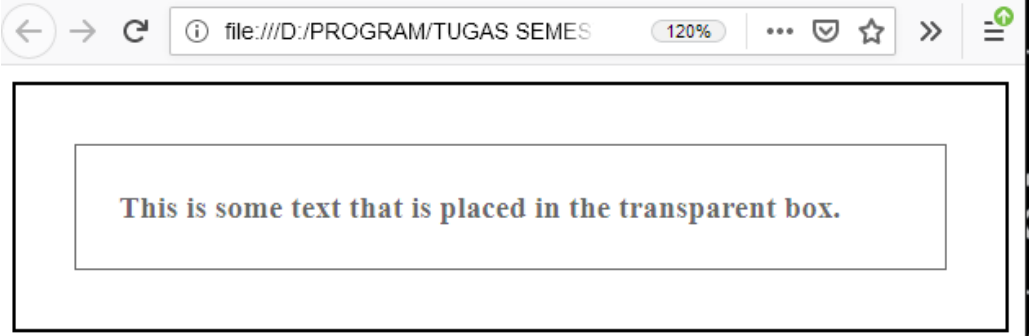 file:///D:/PROGRAM/TUGAS SEMES
120%
This is some text that is placed in the transparent box.